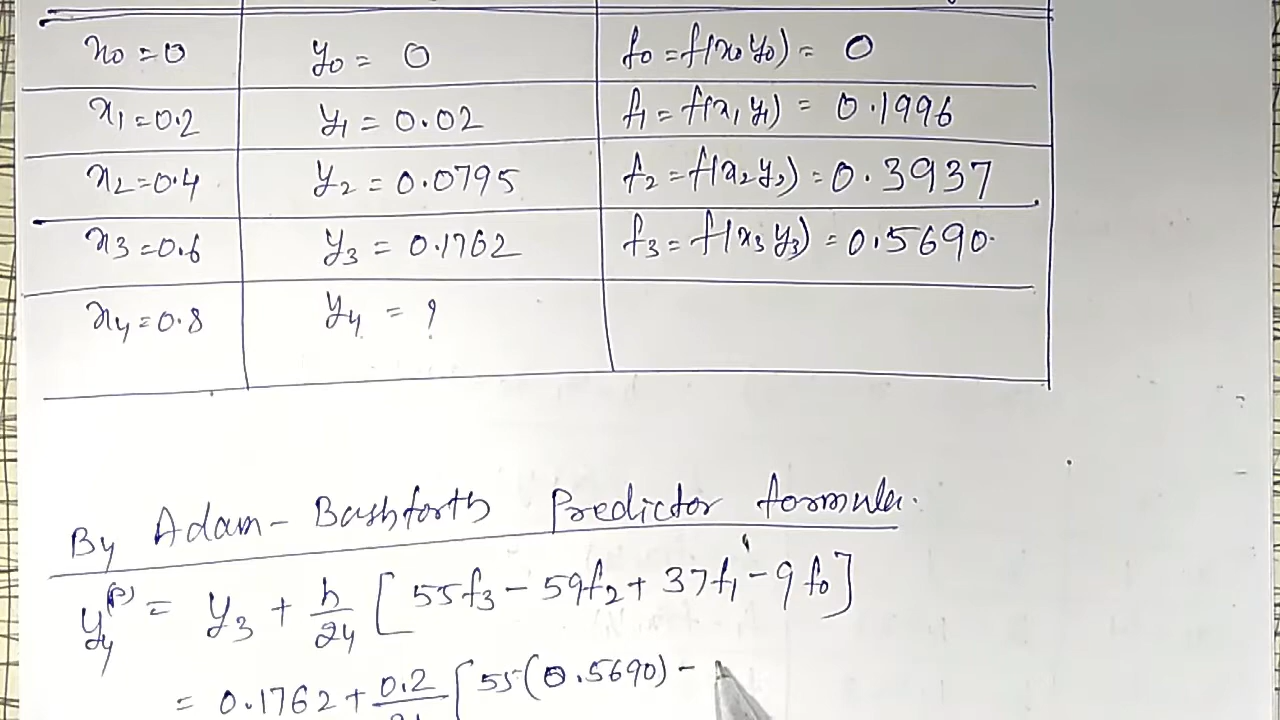 x₀ = 0 y₀ = 0 f₀ = f(x₀ y₀) = 0
x₁ = 0.2 y₁ = 0.02 f₁ = f(x₁ y₁) = 0.1996
x₂ = 0.4 y₂ = 0.0795 f₂ = f(x₂ y₂) = 0.3937
x₃ = 0.6 y₃ = 0.1762 f₃ = f(x₃ y₃) = 0.5690
x₄ = 0.8 y₄ = ?
By Adam-Bashforth Predictor formula.
y₄⁽ᵖ⁾ = y₃ + h/24 [55f₃ - 59f₂ + 37f₁ - 9f₀]
= 0.1762 + 0.2/24 [55(0.5690) -